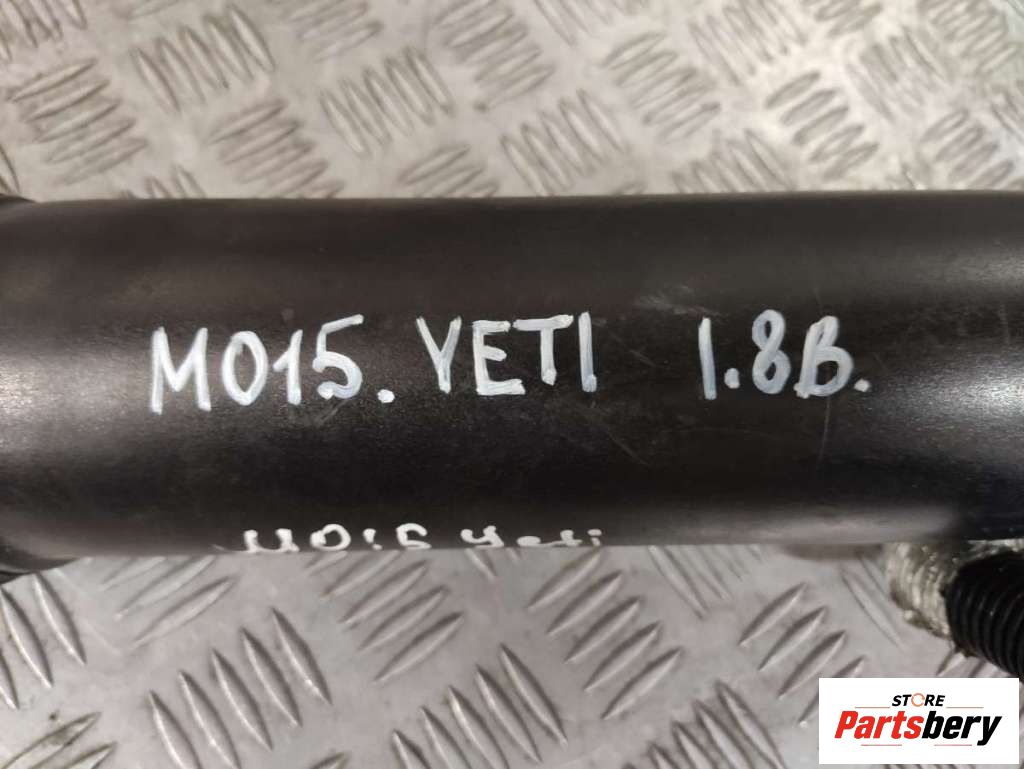 M015. YETI 1.8B.
M015 Yeti
STORE
Partsbery